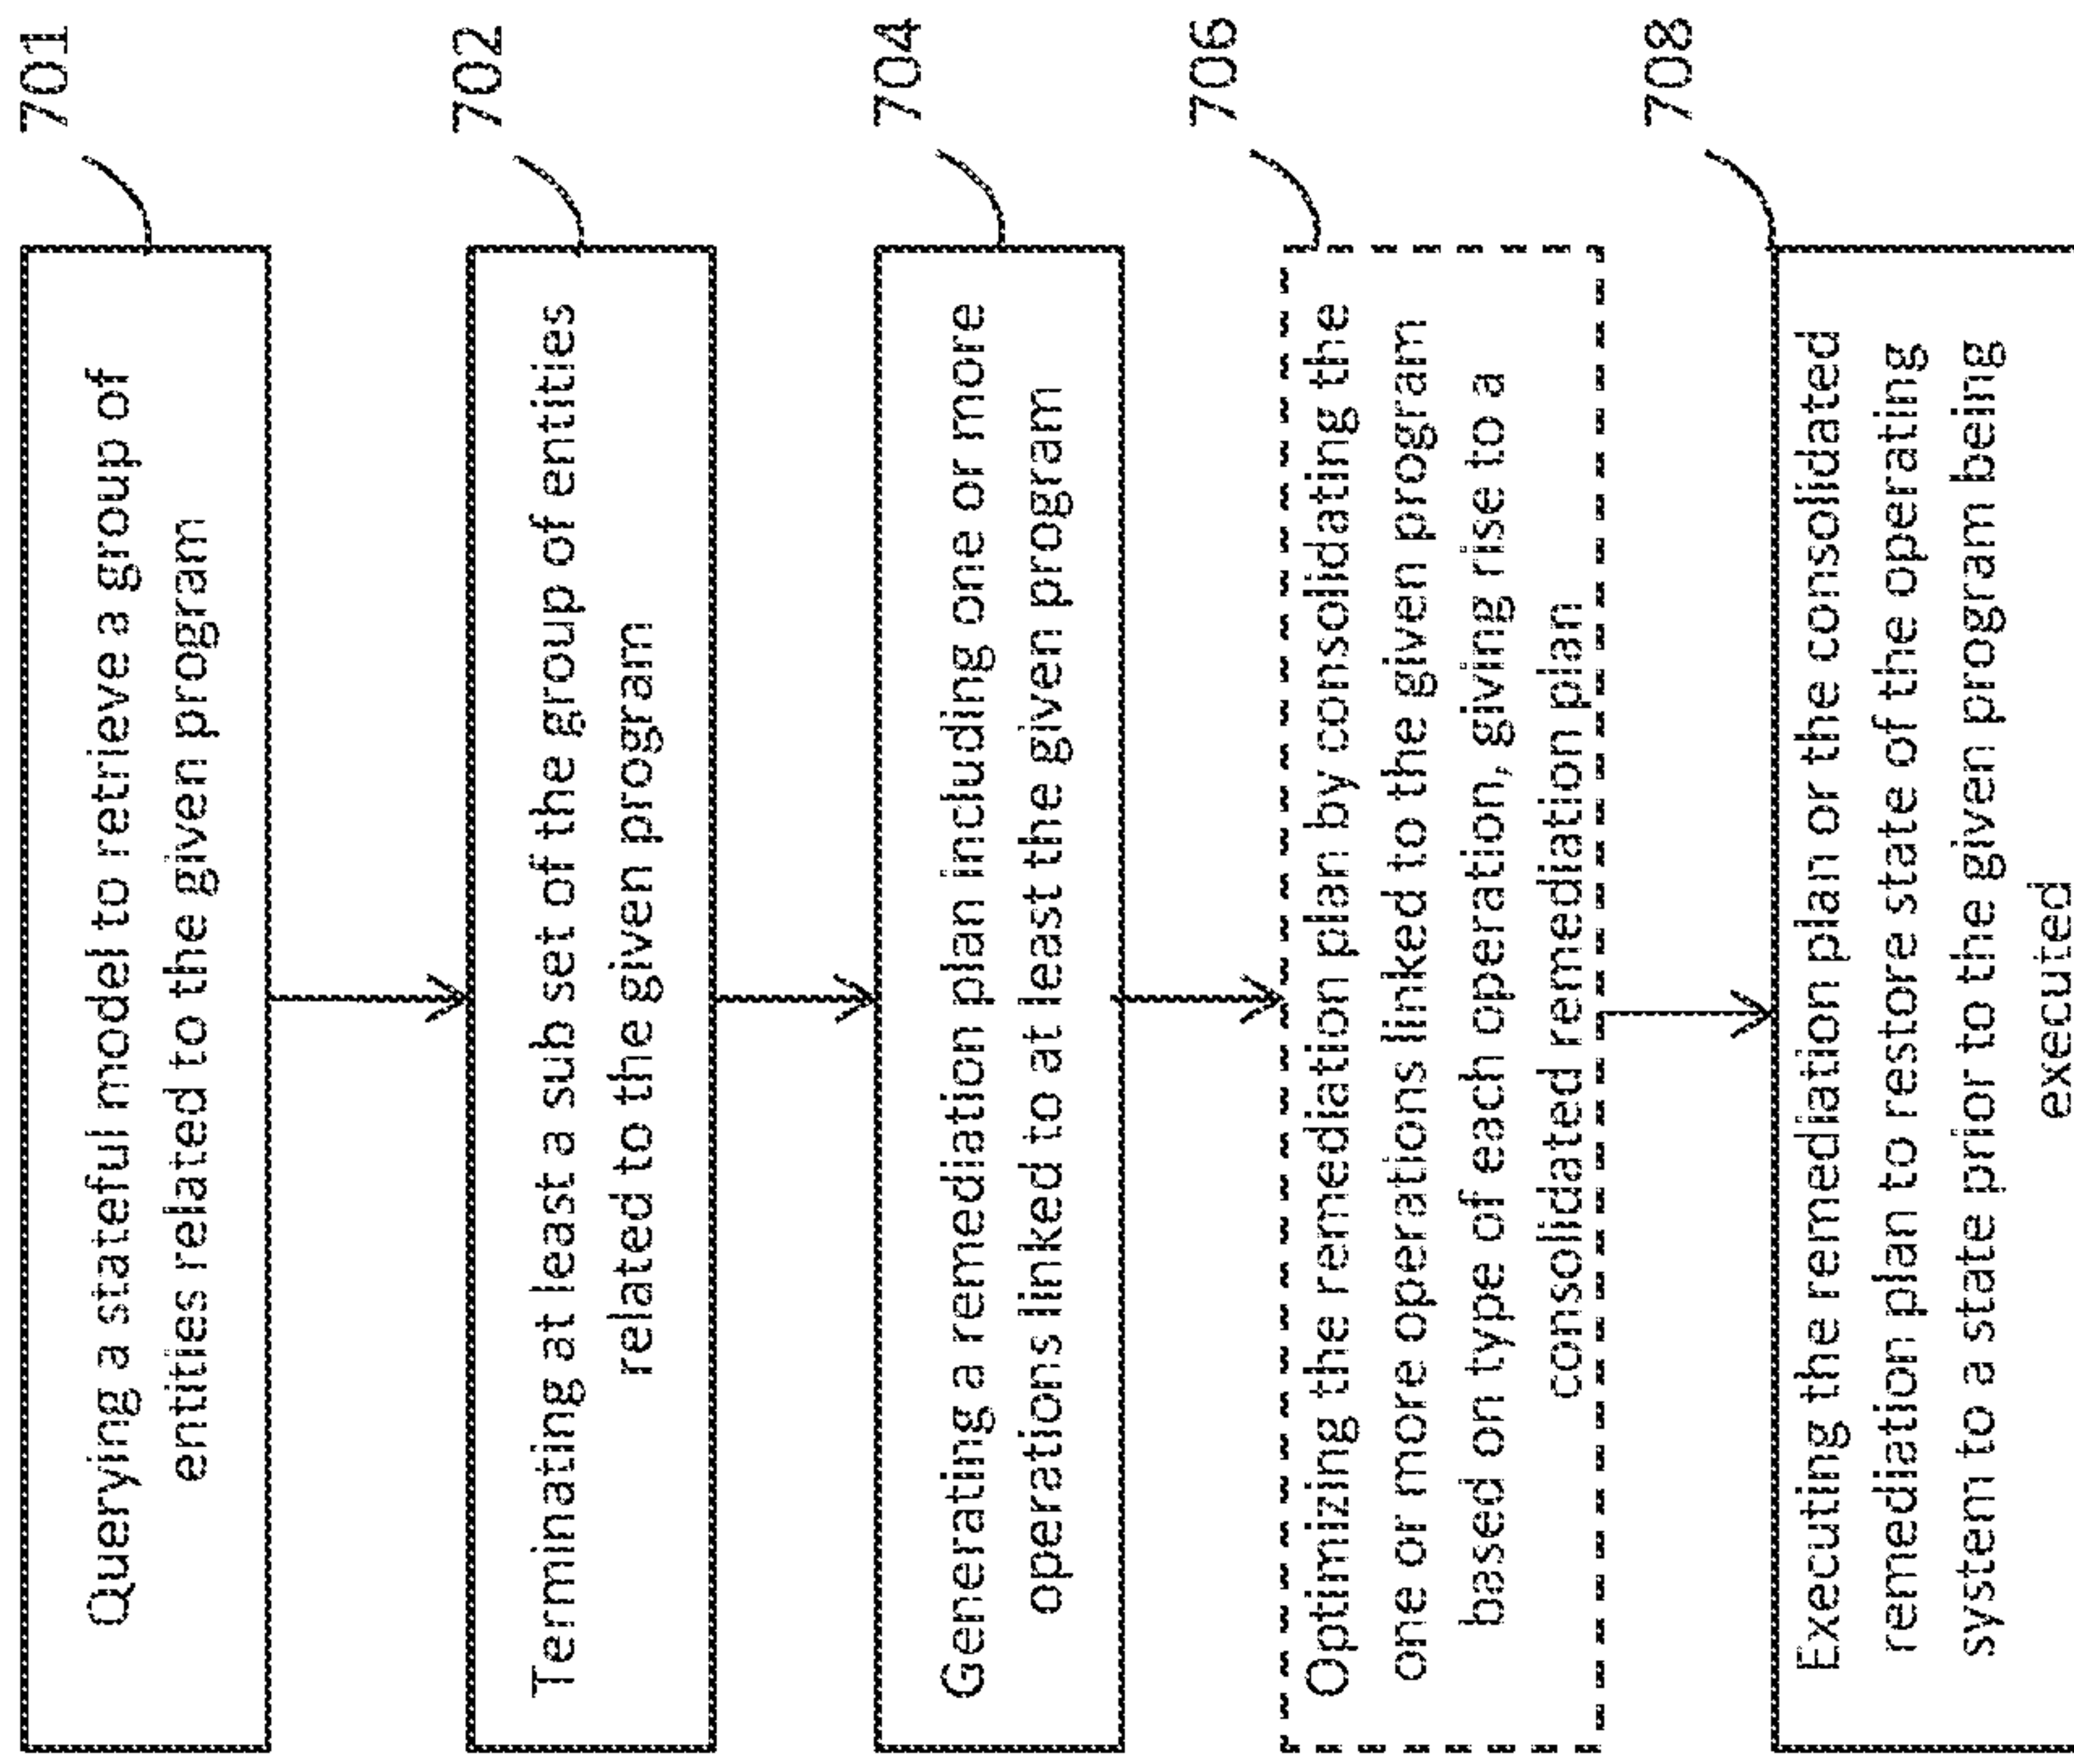 701
Querying a stateful model to retrieve a group of
entities related to the given program
702
Terminating at least a sub set of the group of entities
related to the given program
704
Generating a remediation plan including one or more
operations linked to at least the given program
706
Optimizing the remediation plan by consolidating the
one or more operations linked to the given program
based on type of each operation, giving rise to a
consolidated remediation plan
708
Executing the remediation plan or the consolidated
remediation plan to restore state of the operating
system to a state prior to the given program being
executed